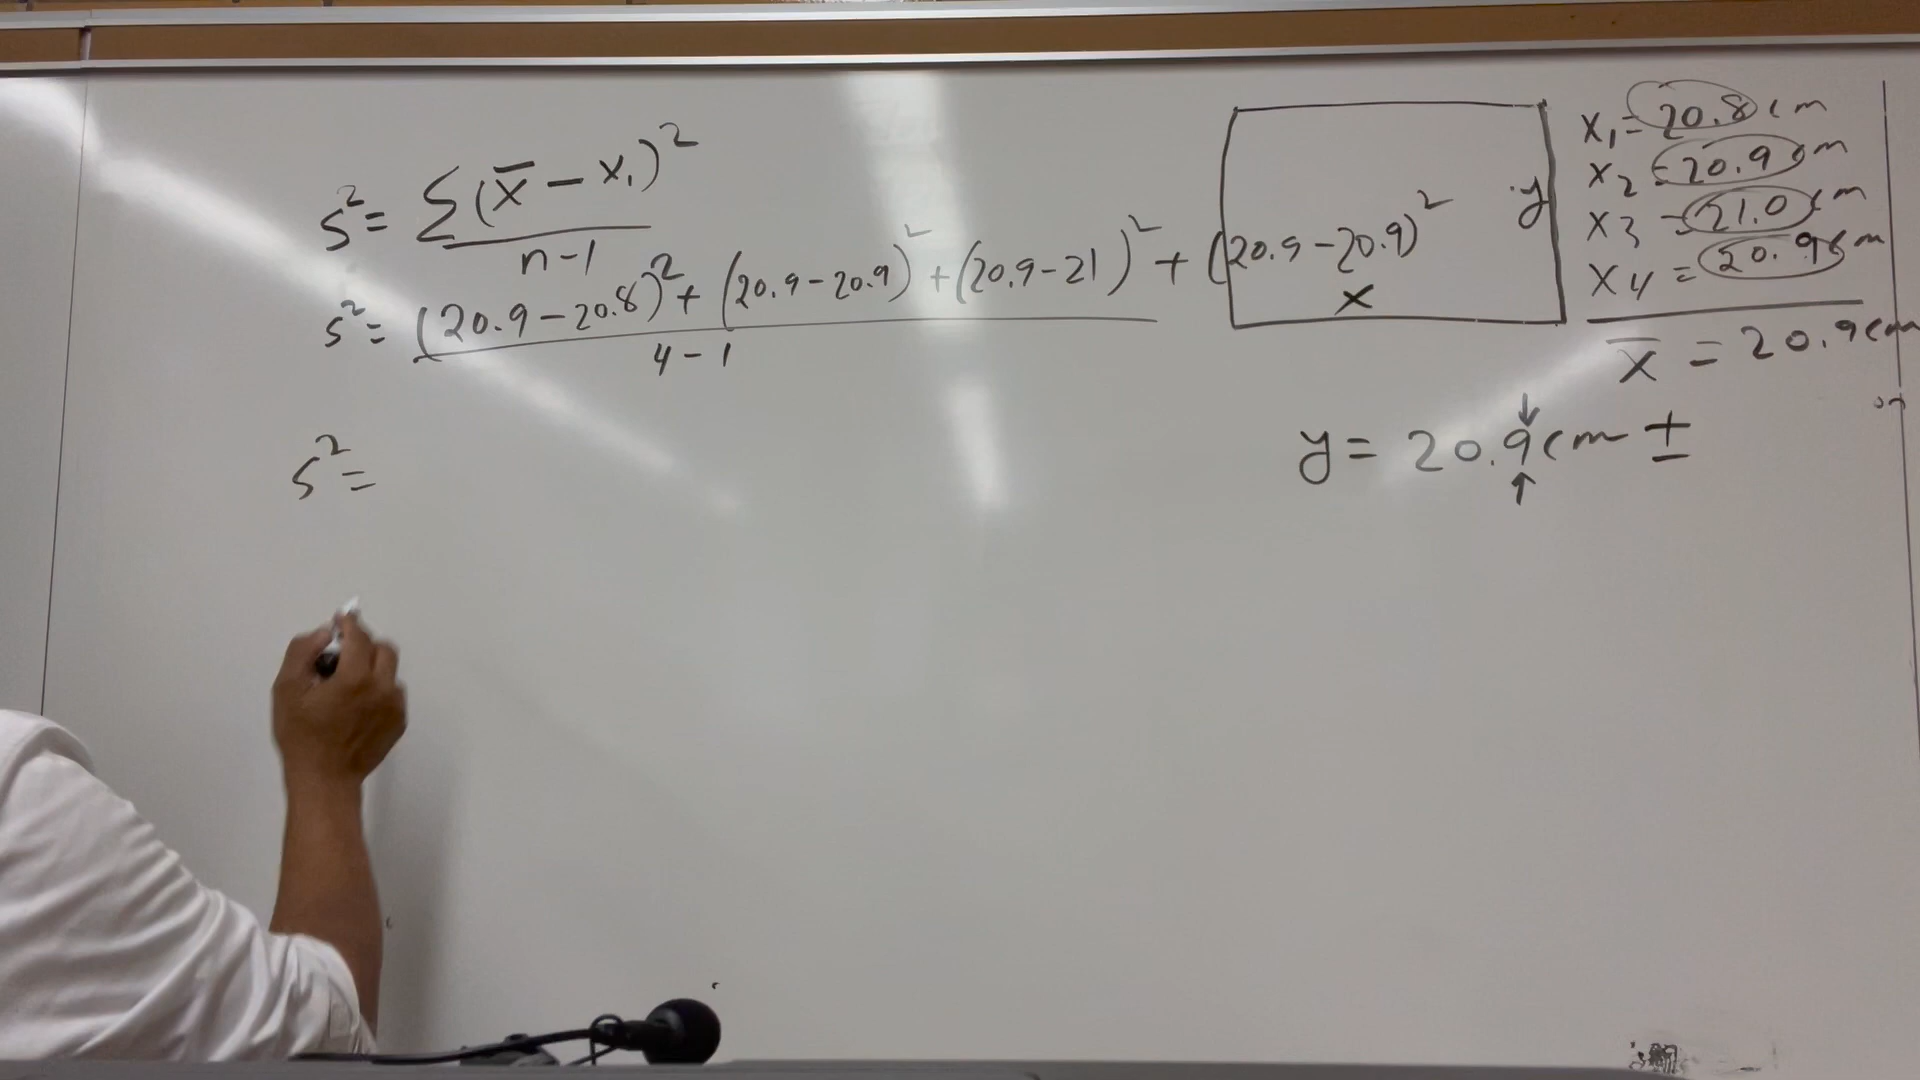 s² = Σ(x̄ − x₁)²
n−1
s² = (20.9−20.8)² + (20.9−20.9)² + (20.9−21)² + (20.9−20.9)²
4−1
s² =
y
x
x₁ = 20.8 cm
x₂ = 20.9 cm
x₃ = 21.0 cm
x₄ = 20.9 cm
x̄ = 20.9 cm
y = 20.9 cm ±